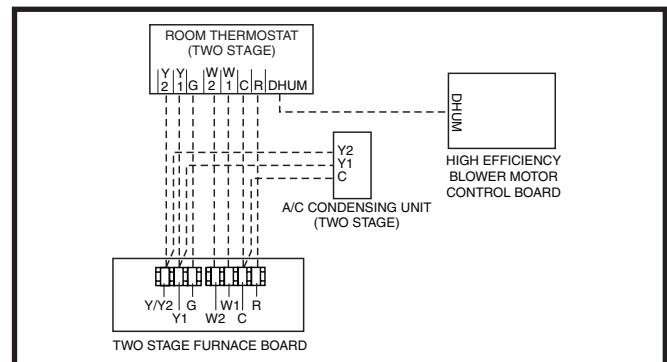 ROOM THERMOSTAT
(TWO STAGE)
Y2 Y1 G W2 W1 C R DHUM
DHUM
HIGH EFFICIENCY
BLOWER MOTOR
CONTROL BOARD
Y2
Y1
C
A/C CONDENSING UNIT
(TWO STAGE)
Y/Y2 Y1 G W2 W1 C R
TWO STAGE FURNACE BOARD